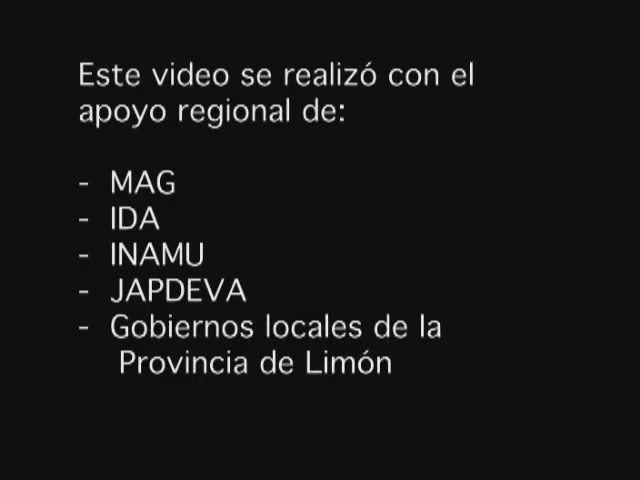 Este video se realizó con el
apoyo regional de:
- MAG
- IDA
- INAMU
- JAPDEVA
- Gobiernos locales de la
Provincia de Limón